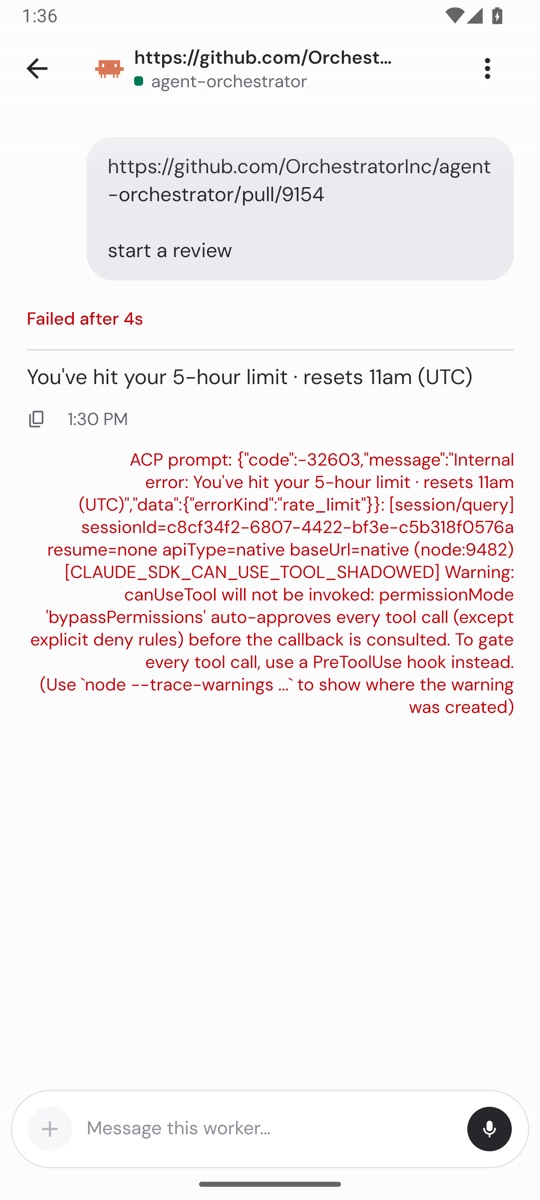 1:36
https://github.com/Orchest...
agent-orchestrator
https://github.com/OrchestratorInc/agent
-orchestrator/pull/9154
start a review
Failed after 4s
You've hit your 5-hour limit · resets 11am (UTC)
1:30 PM
ACP prompt: {"code":-32603,"message":"Internal
error: You've hit your 5-hour limit · resets 11am
(UTC)","data":{"errorKind":"rate_limit"}}: [session/query]
sessionId=c8cf34f2-6807-4422-bf3e-c5b318f0576a
resume=none apiType=native baseUrl=native (node:9482)
[CLAUDE_SDK_CAN_USE_TOOL_SHADOWED] Warning:
canUseTool will not be invoked: permissionMode
'bypassPermissions' auto-approves every tool call (except
explicit deny rules) before the callback is consulted. To gate
every tool call, use a PreToolUse hook instead.
(Use `node --trace-warnings ...` to show where the warning
was created)
Message this worker...